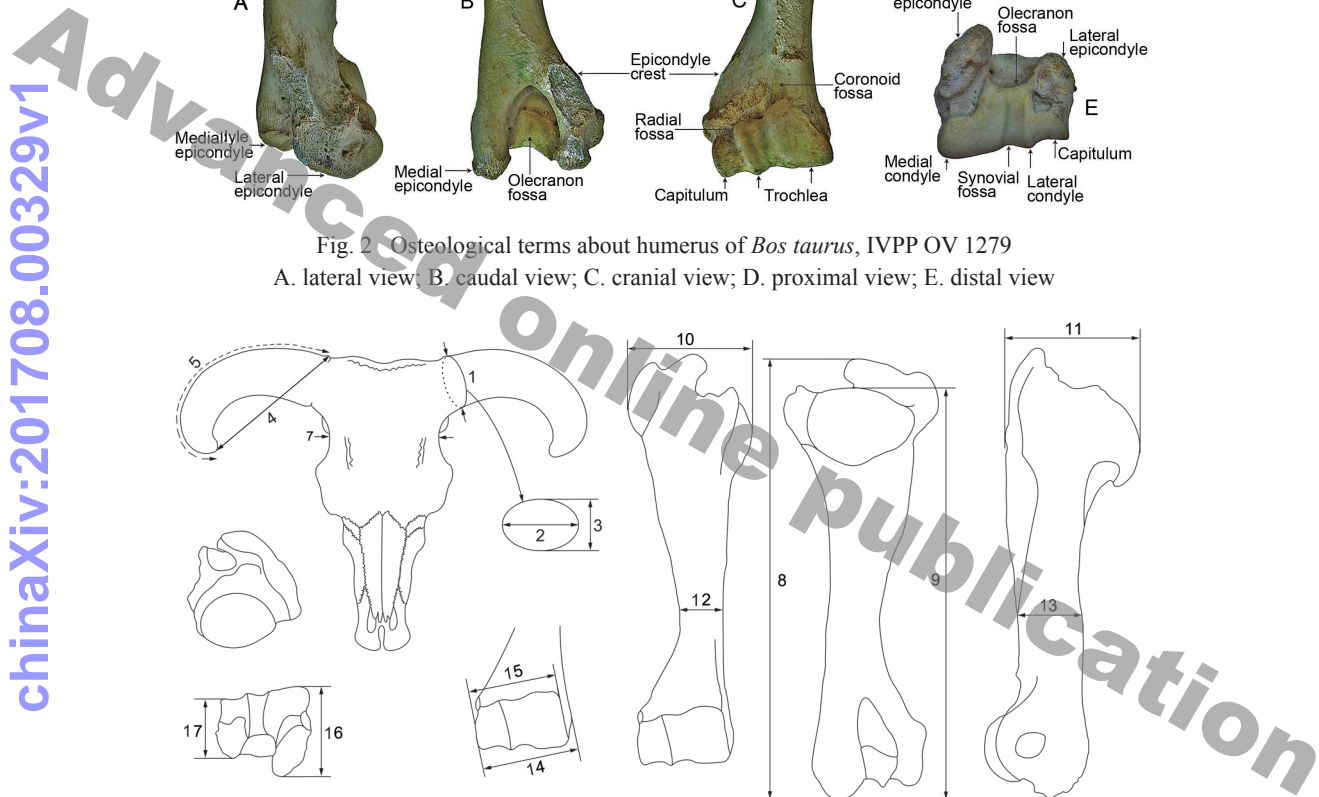 A
B
C
epicondyle
Olecranon
fossa
Lateral
epicondyle
Epicondyle
crest
Coronoid
fossa
Radial
fossa
E
Medial
epicondyle
Lateral
epicondyle
Medial
epicondyle
Olecranon
fossa
Capitulum
Trochlea
Medial
condyle
Synovial
fossa
Lateral
condyle
Capitulum
Fig. 2 Osteological terms about humerus of Bos taurus, IVPP OV 1279
A. lateral view; B. caudal view; C. cranial view; D. proximal view; E. distal view
5
4
7
1
2
3
10
8
9
11
12
13
15
14
17
16
Advanced online publication
chinaXiv:201708.00329v1